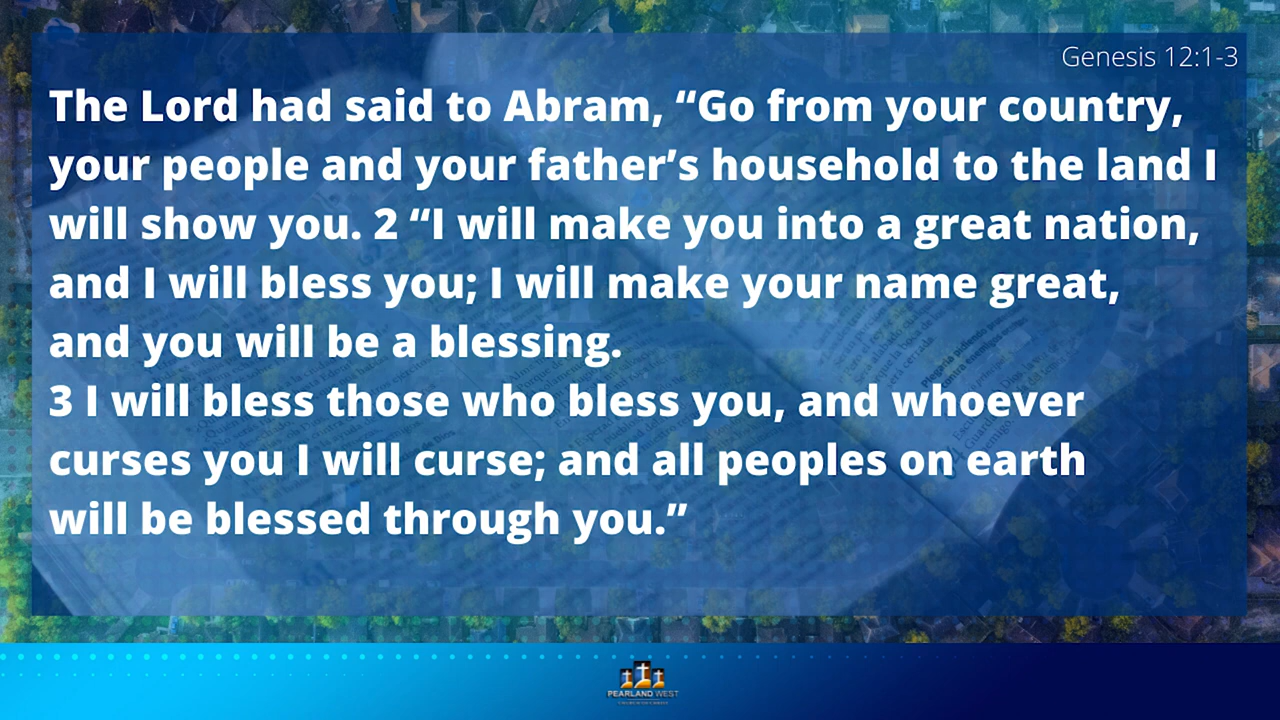 Genesis 12:1-3
The Lord had said to Abram, “Go from your country,
your people and your father’s household to the land I
will show you. 2 “I will make you into a great nation,
and I will bless you; I will make your name great,
and you will be a blessing.
3 I will bless those who bless you, and whoever
curses you I will curse; and all peoples on earth
will be blessed through you.”
PEARLAND WEST